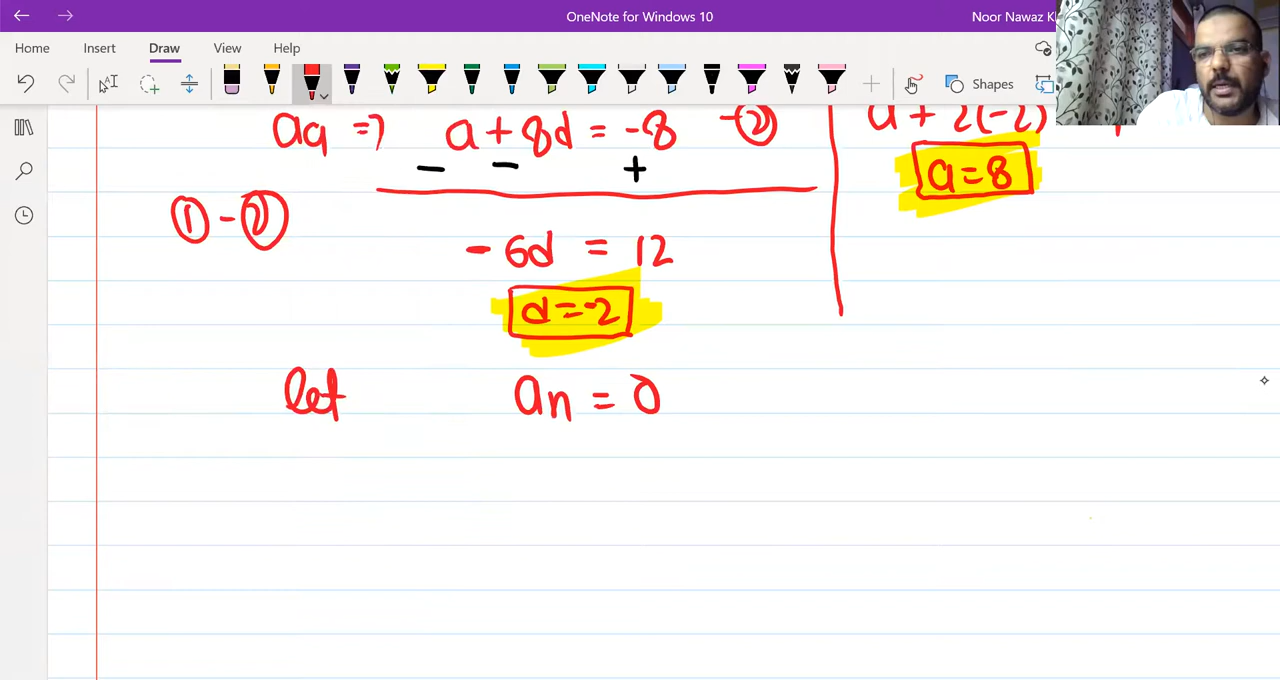 OneNote for Windows 10
Noor Nawaz K
Home Insert Draw View Help
Shapes
a9 => a + 8d = -8 -②
- - +
① - ②
- 6d = 12
d = -2
let an = 0
a + 2(-2)
a = 8